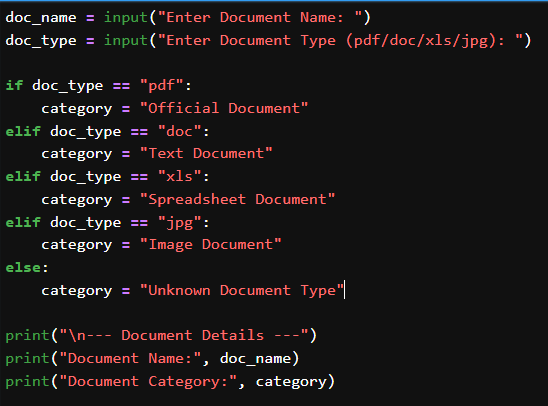 doc_name = input("Enter Document Name: ")
doc_type = input("Enter Document Type (pdf/doc/xls/jpg): ")

if doc_type == "pdf":
    category = "Official Document"
elif doc_type == "doc":
    category = "Text Document"
elif doc_type == "xls":
    category = "Spreadsheet Document"
elif doc_type == "jpg":
    category = "Image Document"
else:
    category = "Unknown Document Type"

print("\n--- Document Details ---")
print("Document Name:", doc_name)
print("Document Category:", category)